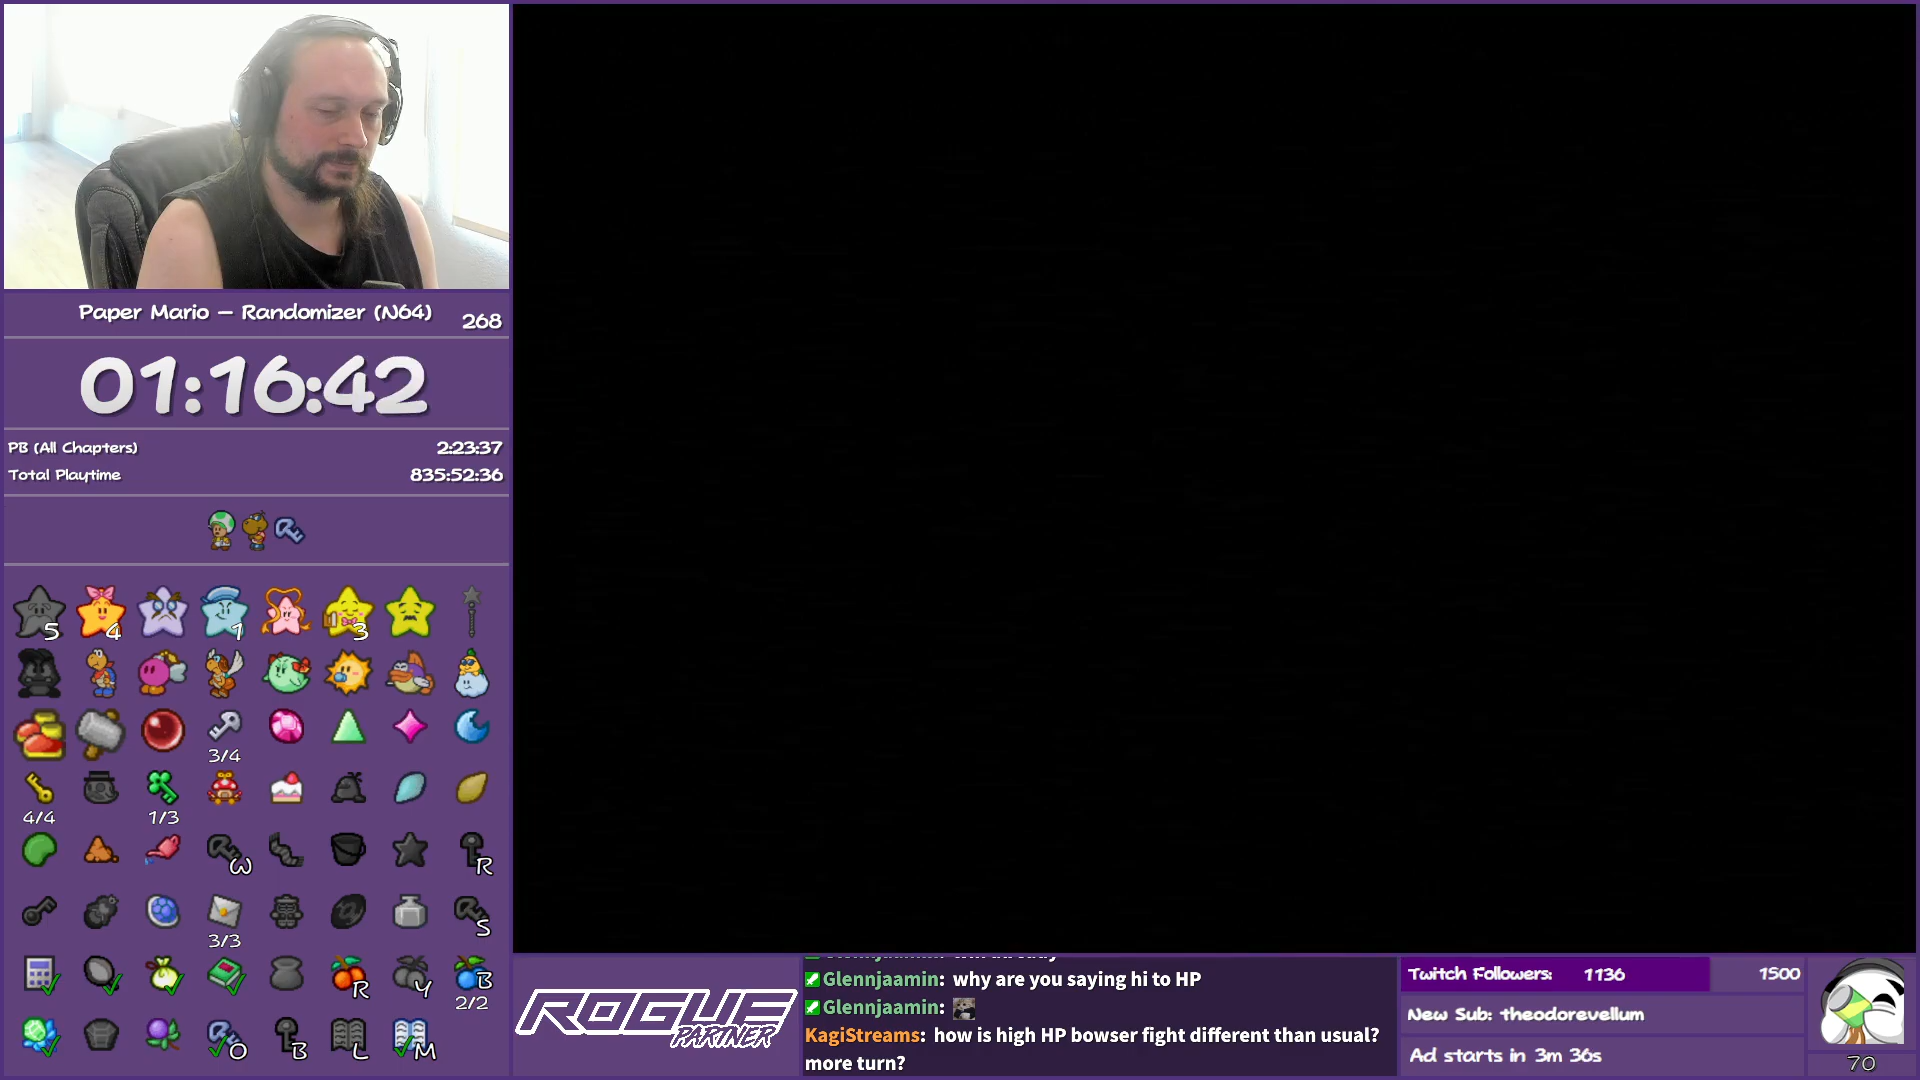 Paper Mario – Randomizer (N64)
268
01:16:42
PB (All Chapters)
2:23:37
Total Playtime
835:52:36
5
4
1
3
3/4
4/4
1/3
W
R
3/3
S
R
Y
B
2/2
O
B
L
M
ROGUE
PARTNER
Glennjaamin: why are you saying hi to HP
Glennjaamin:
KagiStreams: how is high HP bowser fight different than usual?
more turn?
Twitch Followers: 1136
1500
New Sub: theodorevellum
Ad starts in 3m 36s
70